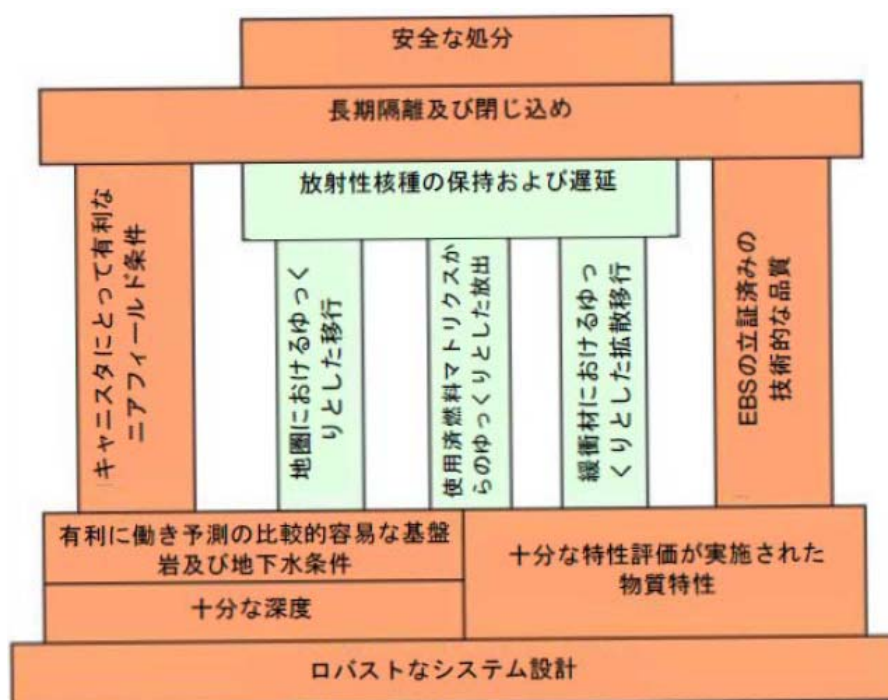 安全な処分
長期隔離及び閉じ込め
放射性核種の保持および遅延
キャニスタにとって有利な
ニアフィールド条件
地圏におけるゆっく
りとした移行
使用済燃料マトリクスか
らのゆっくりとした放出
緩衝材におけるゆっ
くりとした拡散移行
EBSの立証済みの
技術的な品質
有利に働き予測の比較的容易な基盤
岩及び地下水条件
十分な深度
十分な特性評価が実施された
物質特性
ロバストなシステム設計